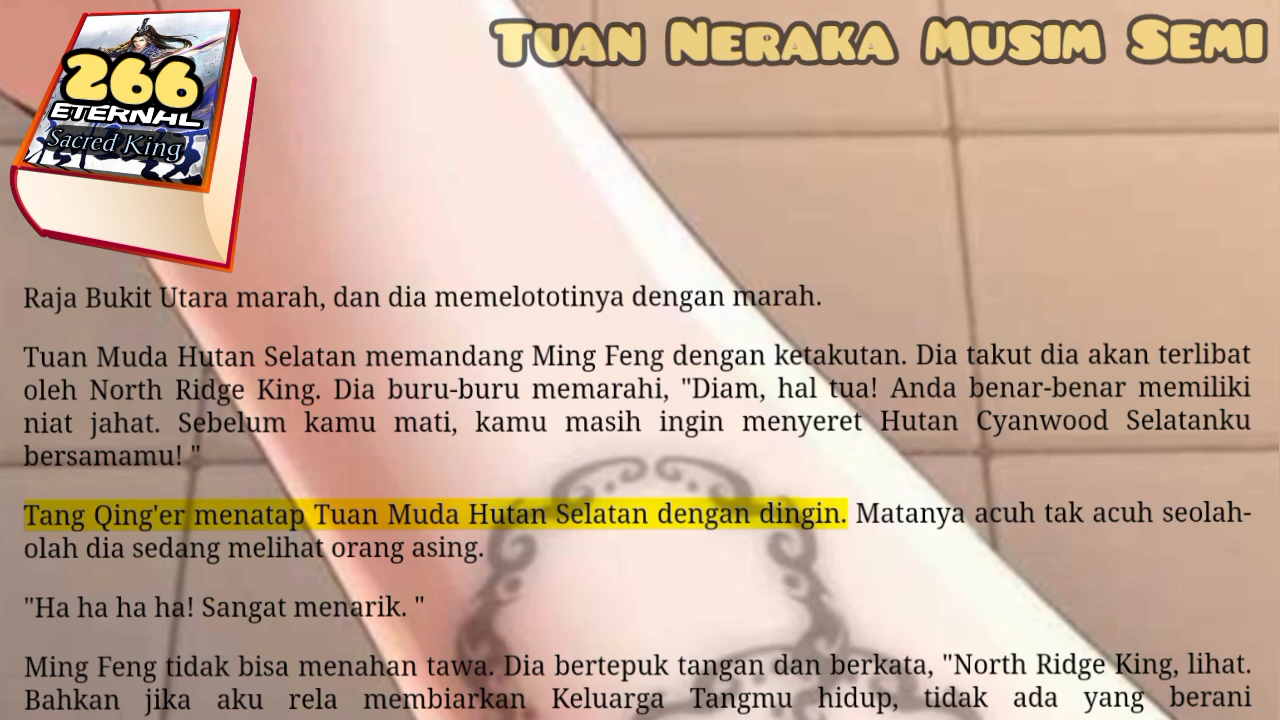 Tuan Neraka Musim Semi
266
ETERNAL
Sacred King
Raja Bukit Utara marah, dan dia memelototinya dengan marah.
Tuan Muda Hutan Selatan memandang Ming Feng dengan ketakutan. Dia takut dia akan terlibat
oleh North Ridge King. Dia buru-buru memarahi, "Diam, hal tua! Anda benar-benar memiliki
niat jahat. Sebelum kamu mati, kamu masih ingin menyeret Hutan Cyanwood Selatanku
bersamamu! "
Tang Qing'er menatap Tuan Muda Hutan Selatan dengan dingin. Matanya acuh tak acuh seolah-
olah dia sedang melihat orang asing.
"Ha ha ha ha! Sangat menarik. "
Ming Feng tidak bisa menahan tawa. Dia bertepuk tangan dan berkata, "North Ridge King, lihat.
Bahkan jika aku rela membiarkan Keluarga Tangmu hidup, tidak ada yang berani